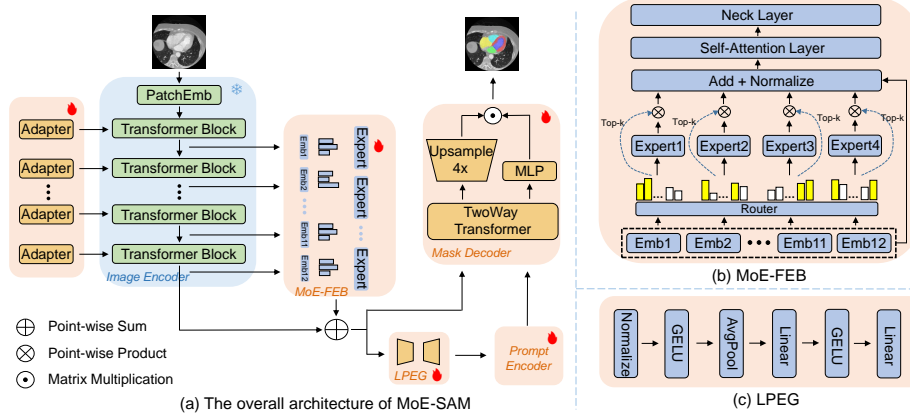 PatchEmb
Adapter
Transformer Block
Adapter
Transformer Block
Adapter
Transformer Block
Adapter
Transformer Block
Image Encoder
Emb1
Emb2
Emb11
Emb12
Expert
Expert
Expert
MoE-FEB
Upsample
4x
MLP
TwoWay
Transformer
Mask Decoder
LPEG
Prompt
Encoder
Point-wise Sum
Point-wise Product
Matrix Multiplication
(a) The overall architecture of MoE-SAM
Neck Layer
Self-Attention Layer
Add + Normalize
Top-k
Top-k
Top-k
Top-k
Expert1
Expert2
Expert3
Expert4
Router
Emb1
Emb2
Emb11
Emb12
(b) MoE-FEB
Normalize
GELU
AvgPool
Linear
GELU
Linear
(c) LPEG